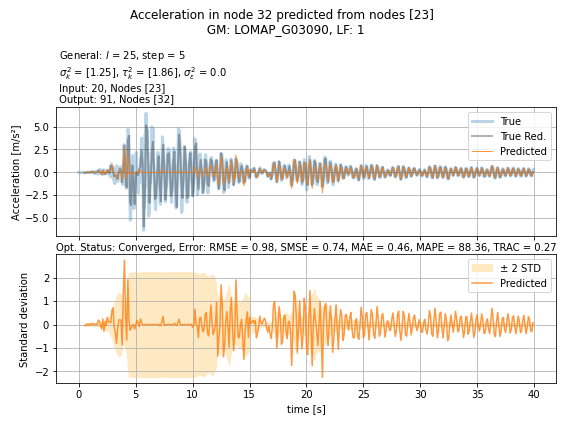 Acceleration in node 32 predicted from nodes [23]
GM: LOMAP_G03090, LF: 1
General: l = 25, step = 5
σ²ₖ = [1.25], τ²ₖ = [1.86], σ²ₑ = 0.0
Input: 20, Nodes [23]
Output: 91, Nodes [32]
Acceleration [m/s²]
5.0
2.5
0.0
−2.5
−5.0
True
True Red.
Predicted
Opt. Status: Converged, Error: RMSE = 0.98, SMSE = 0.74, MAE = 0.46, MAPE = 88.36, TRAC = 0.27
Standard deviation
2
1
0
−1
−2
± 2 STD
Predicted
0 5 10 15 20 25 30 35 40
time [s]